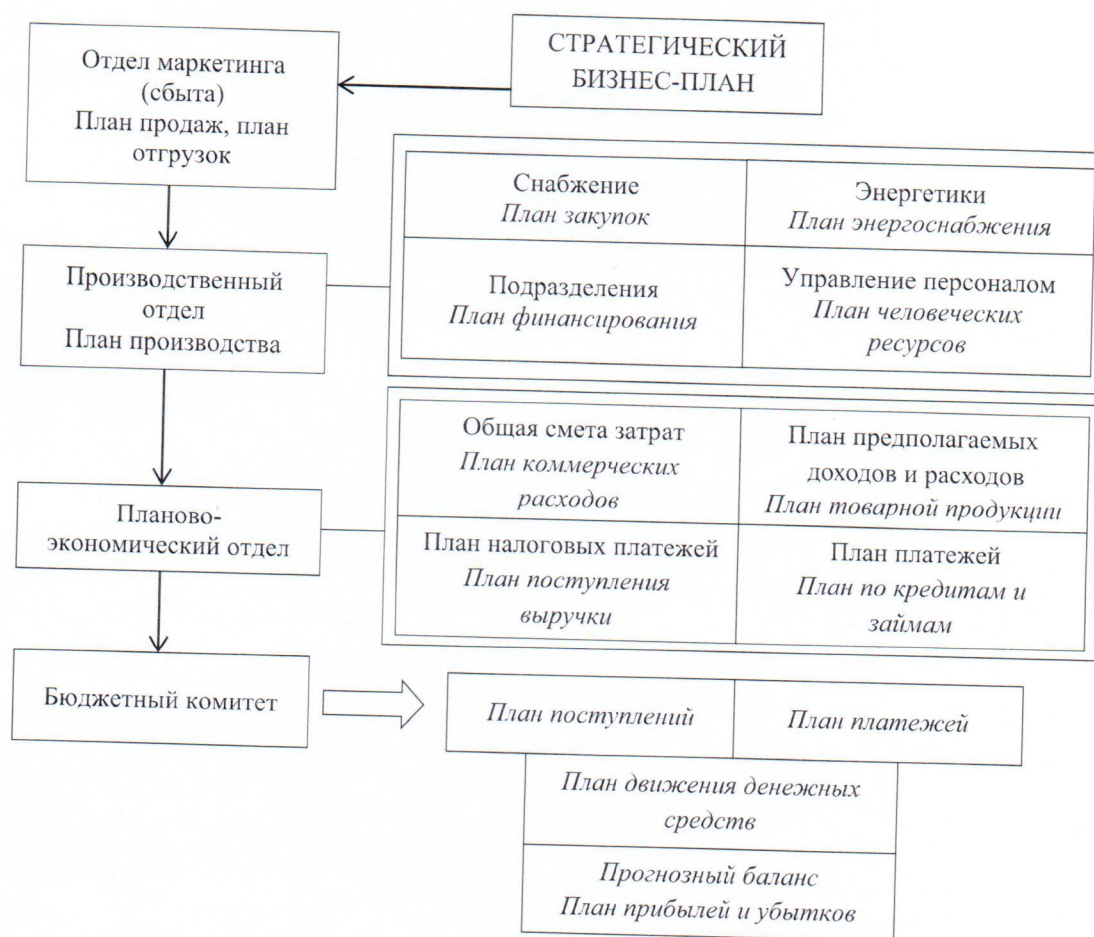 СТРАТЕГИЧЕСКИЙ
БИЗНЕС-ПЛАН
Отдел маркетинга
(сбыта)
План продаж, план
отгрузок
Снабжение
План закупок
Энергетики
План энергоснабжения
Производственный
отдел
План производства
Подразделения
План финансирования
Управление персоналом
План человеческих
ресурсов
Общая смета затрат
План коммерческих
расходов
План предполагаемых
доходов и расходов
План товарной продукции
Планово-
экономический отдел
План налоговых платежей
План поступления
выручки
План платежей
План по кредитам и
займам
Бюджетный комитет
План поступлений
План платежей
План движения денежных
средств
Прогнозный баланс
План прибылей и убытков